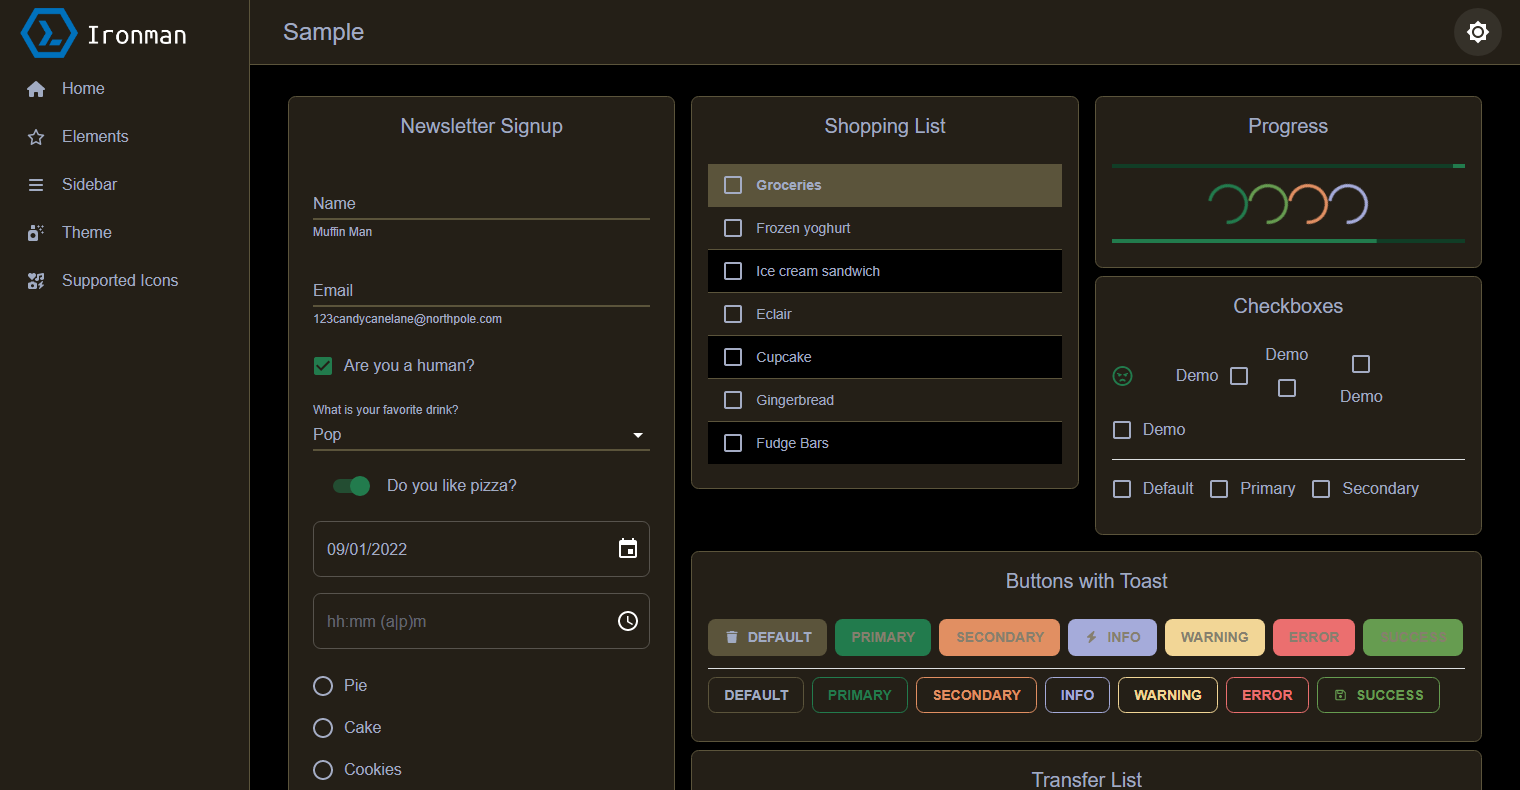 Ironman
Home
Elements
Sidebar
Theme
Supported Icons
Sample
Newsletter Signup
Name
Muffin Man
Email
123candycanelane@northpole.com
Are you a human?
What is your favorite drink?
Pop
Do you like pizza?
09/01/2022
hh:mm (a|p)m
Pie
Cake
Cookies
Shopping List
Groceries
Frozen yoghurt
Ice cream sandwich
Eclair
Cupcake
Gingerbread
Fudge Bars
Progress
Checkboxes
Demo
Demo
Demo
Demo
Default Primary Secondary
Buttons with Toast
DEFAULT PRIMARY SECONDARY INFO WARNING ERROR SUCCESS
DEFAULT PRIMARY SECONDARY INFO WARNING ERROR SUCCESS
Transfer List